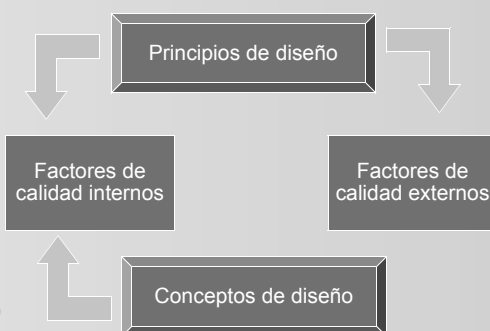 Principios de diseño
Factores de
calidad internos
Factores de
calidad externos
Conceptos de diseño